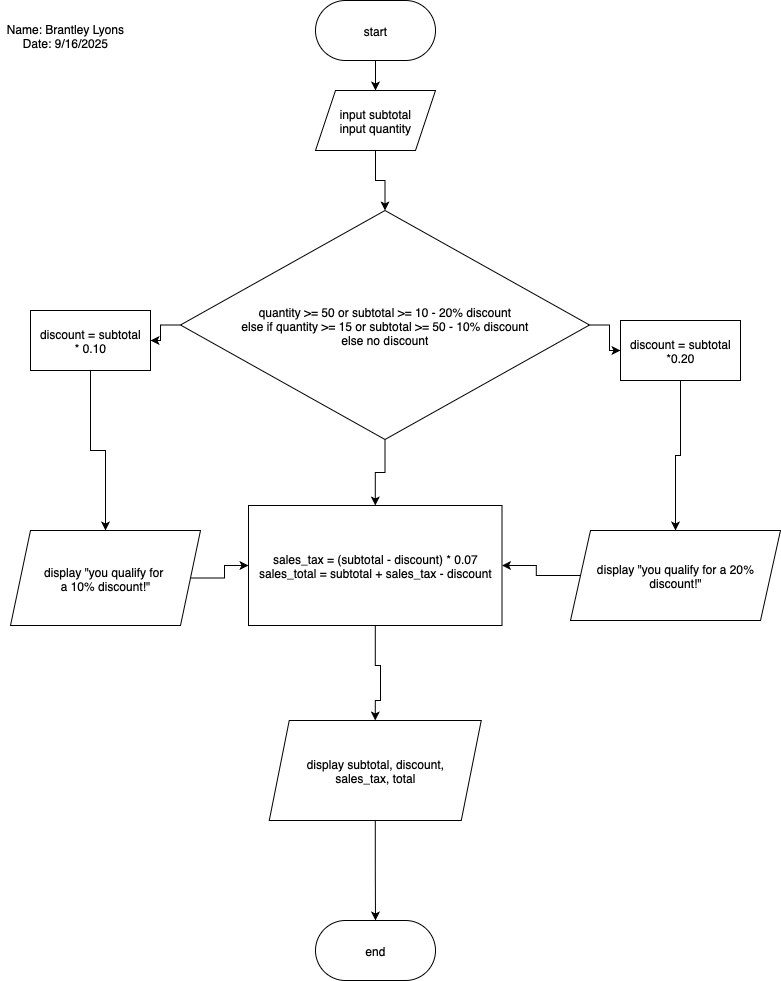 Name: Brantley Lyons
Date: 9/16/2025
start
input subtotal
input quantity
quantity >= 50 or subtotal >= 10 - 20% discount
else if quantity >= 15 or subtotal >= 50 - 10% discount
else no discount
discount = subtotal
* 0.10
discount = subtotal
*0.20
display "you qualify for
a 10% discount!"
sales_tax = (subtotal - discount) * 0.07
sales_total = subtotal + sales_tax - discount
display "you qualify for a 20%
discount!"
display subtotal, discount,
sales_tax, total
end